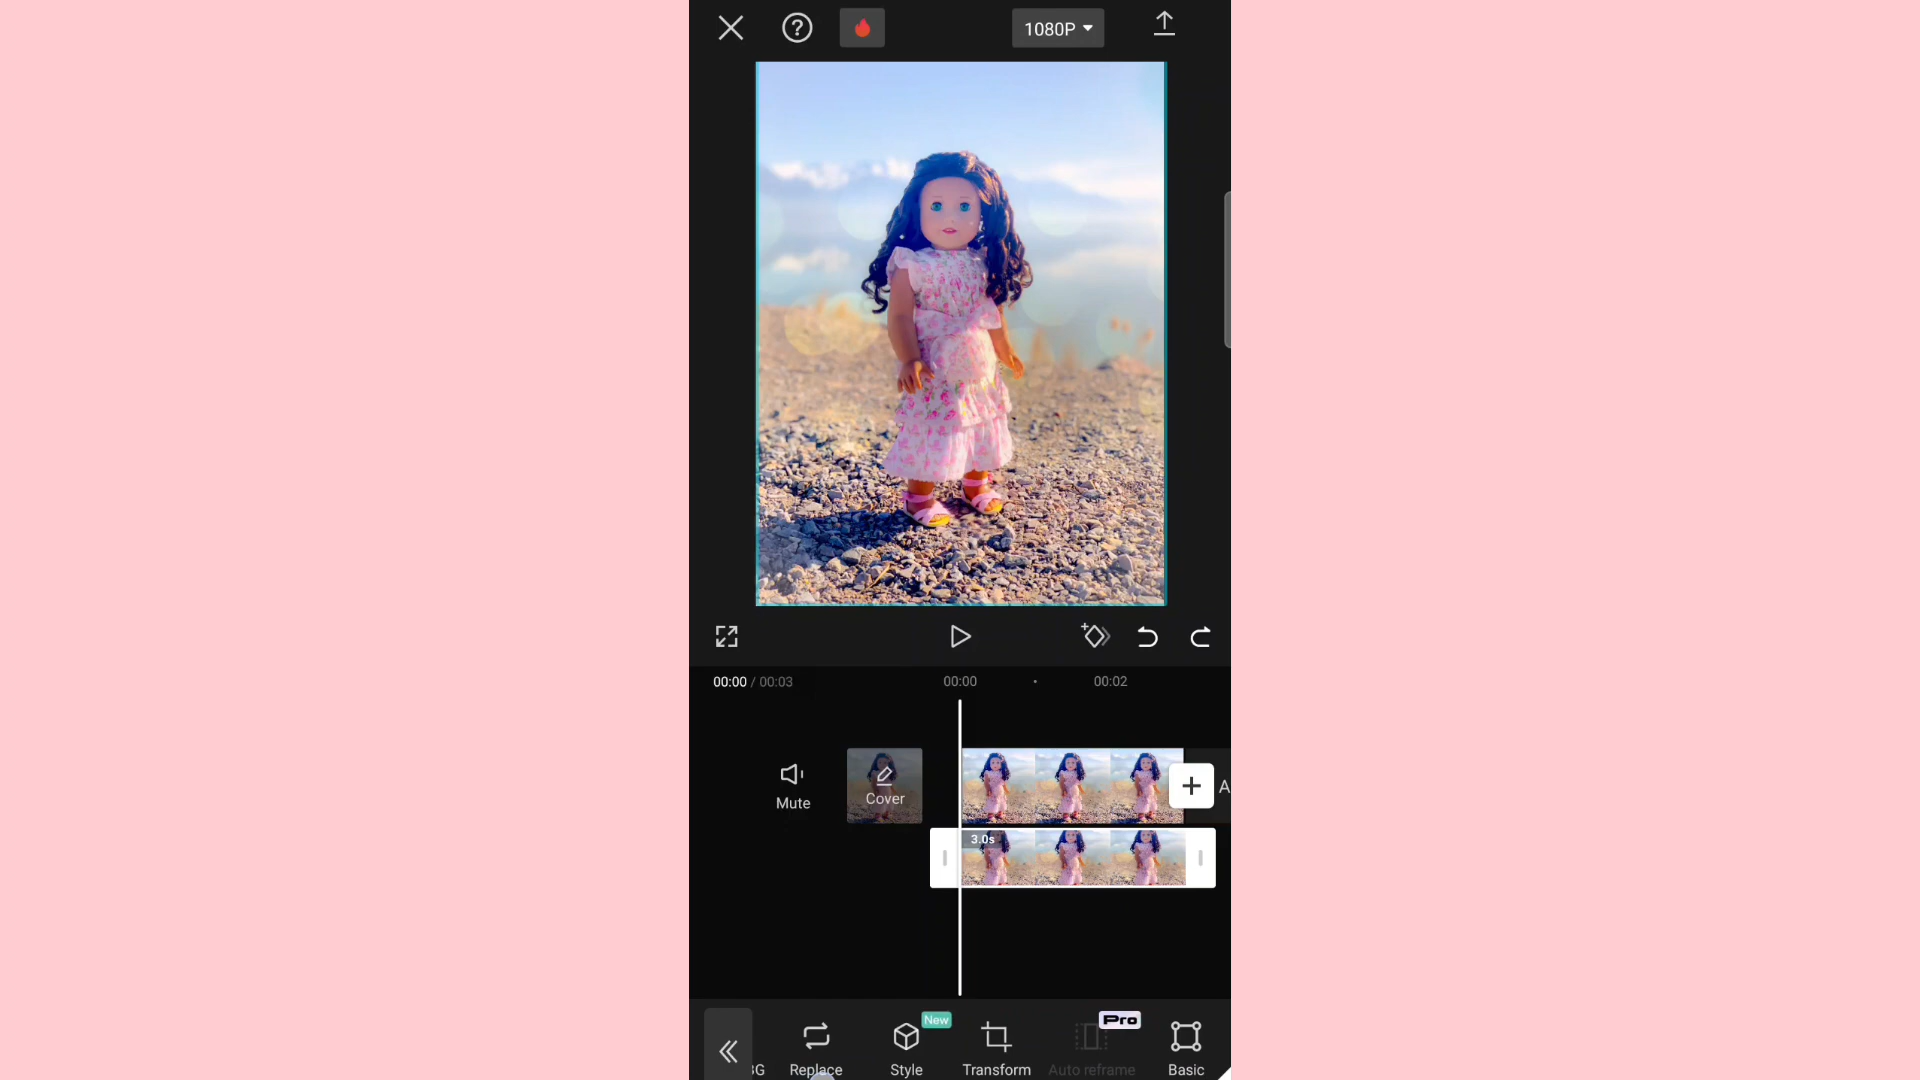 1080P
00:00 / 00:03
00:00
00:02
Mute
Cover
A
3.0s
New
Pro
G
Replace
Style
Transform
Auto reframe
Basic